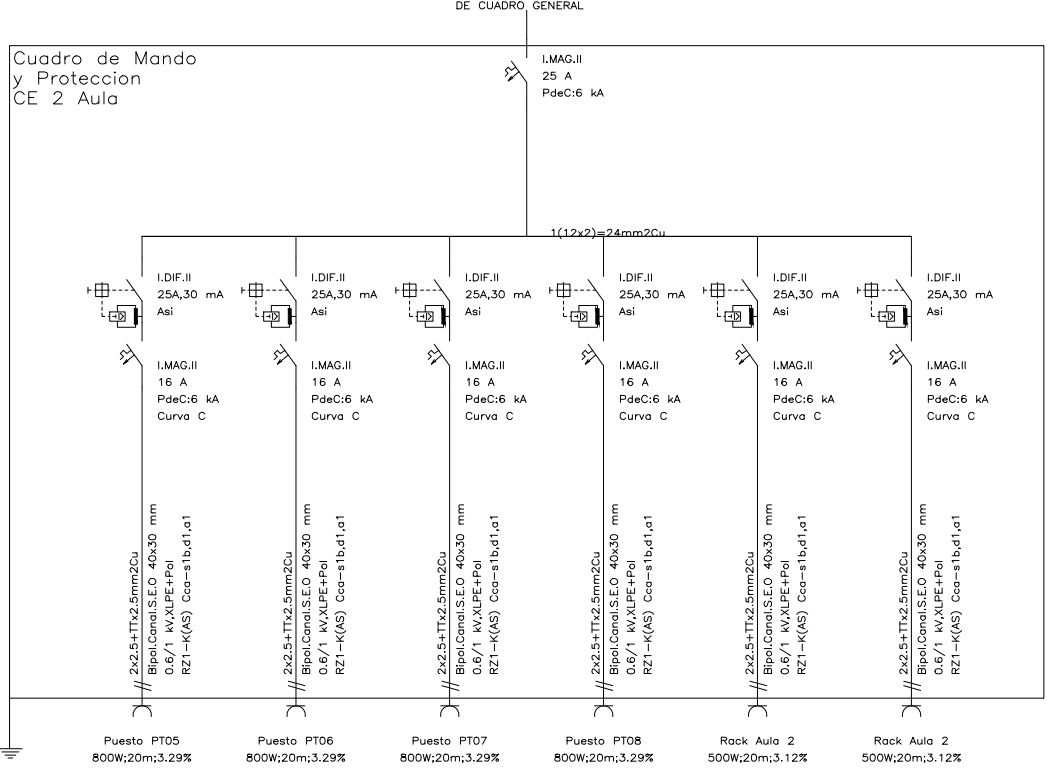 DE CUADRO GENERAL
Cuadro de Mando
y Proteccion
CE 2 Aula
I.MAG.II
25 A
PdeC:6 kA
1(12x2)=24mm2Cu
I.DIF.II
25A,30 mA
Asi
I.MAG.II
16 A
PdeC:6 kA
Curva C
2x2.5+TTx2.5mm2Cu
Bipol.Canal.S.E.O 40x30 mm
0.6/1 kV,XLPE+Pol
RZ1-K(AS) Cca-s1b,d1,a1
Puesto PT05
800W;20m;3.29%
I.DIF.II
25A,30 mA
Asi
I.MAG.II
16 A
PdeC:6 kA
Curva C
2x2.5+TTx2.5mm2Cu
Bipol.Canal.S.E.O 40x30 mm
0.6/1 kV,XLPE+Pol
RZ1-K(AS) Cca-s1b,d1,a1
Puesto PT06
800W;20m;3.29%
I.DIF.II
25A,30 mA
Asi
I.MAG.II
16 A
PdeC:6 kA
Curva C
2x2.5+TTx2.5mm2Cu
Bipol.Canal.S.E.O 40x30 mm
0.6/1 kV,XLPE+Pol
RZ1-K(AS) Cca-s1b,d1,a1
Puesto PT07
800W;20m;3.29%
I.DIF.II
25A,30 mA
Asi
I.MAG.II
16 A
PdeC:6 kA
Curva C
2x2.5+TTx2.5mm2Cu
Bipol.Canal.S.E.O 40x30 mm
0.6/1 kV,XLPE+Pol
RZ1-K(AS) Cca-s1b,d1,a1
Puesto PT08
800W;20m;3.29%
I.DIF.II
25A,30 mA
Asi
I.MAG.II
16 A
PdeC:6 kA
Curva C
2x2.5+TTx2.5mm2Cu
Bipol.Canal.S.E.O 40x30 mm
0.6/1 kV,XLPE+Pol
RZ1-K(AS) Cca-s1b,d1,a1
Rack Aula 2
500W;20m;3.12%
I.DIF.II
25A,30 mA
Asi
I.MAG.II
16 A
PdeC:6 kA
Curva C
2x2.5+TTx2.5mm2Cu
Bipol.Canal.S.E.O 40x30 mm
0.6/1 kV,XLPE+Pol
RZ1-K(AS) Cca-s1b,d1,a1
Rack Aula 2
500W;20m;3.12%